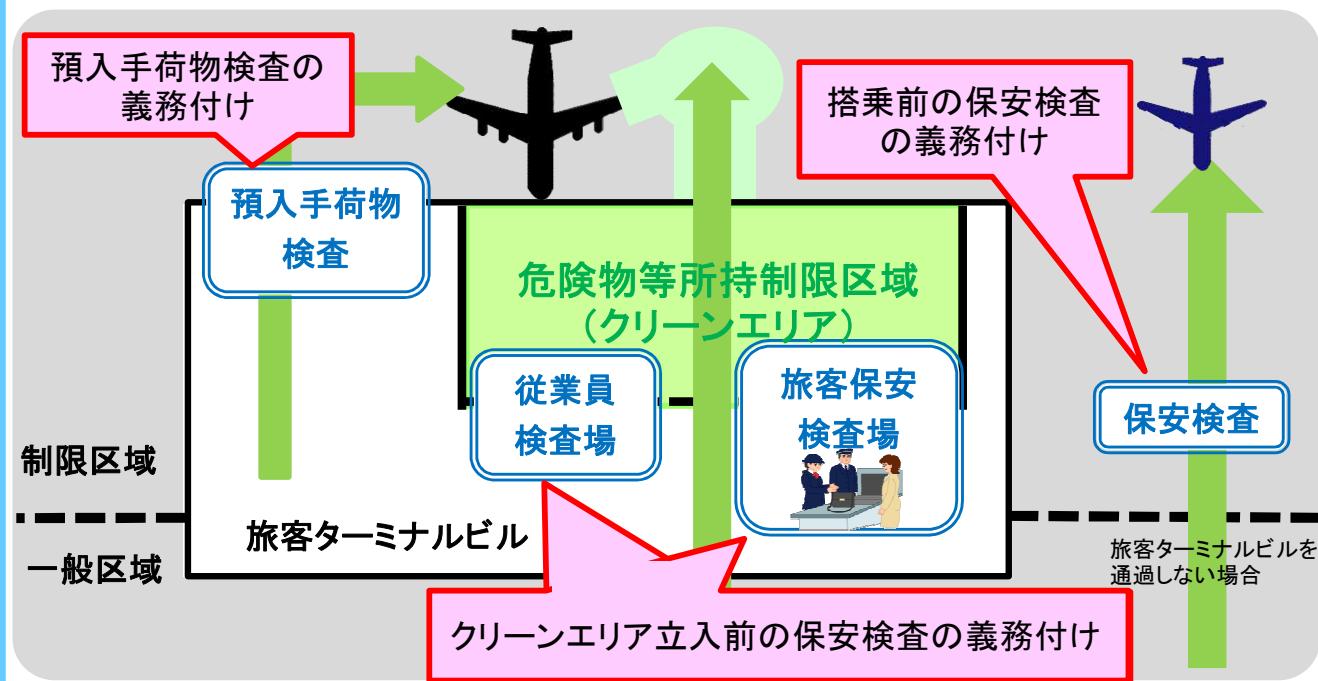 預入手荷物検査の
義務付け
搭乗前の保安検査
の義務付け
預入手荷物
検査
危険物等所持制限区域
（クリーンエリア）
従業員
検査場
旅客保安
検査場
保安検査
制限区域
旅客ターミナルビル
一般区域
旅客ターミナルビルを
通過しない場合
クリーンエリア立入前の保安検査の義務付け